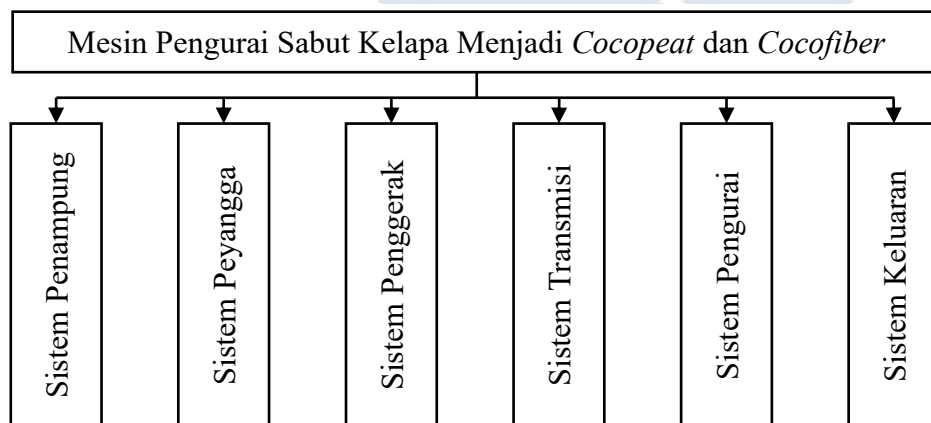 Mesin Pengurai Sabut Kelapa Menjadi Cocopeat dan Cocofiber
Sistem Penampung
Sistem Peyangga
Sistem Penggerak
Sistem Transmisi
Sistem Pengurai
Sistem Keluaran